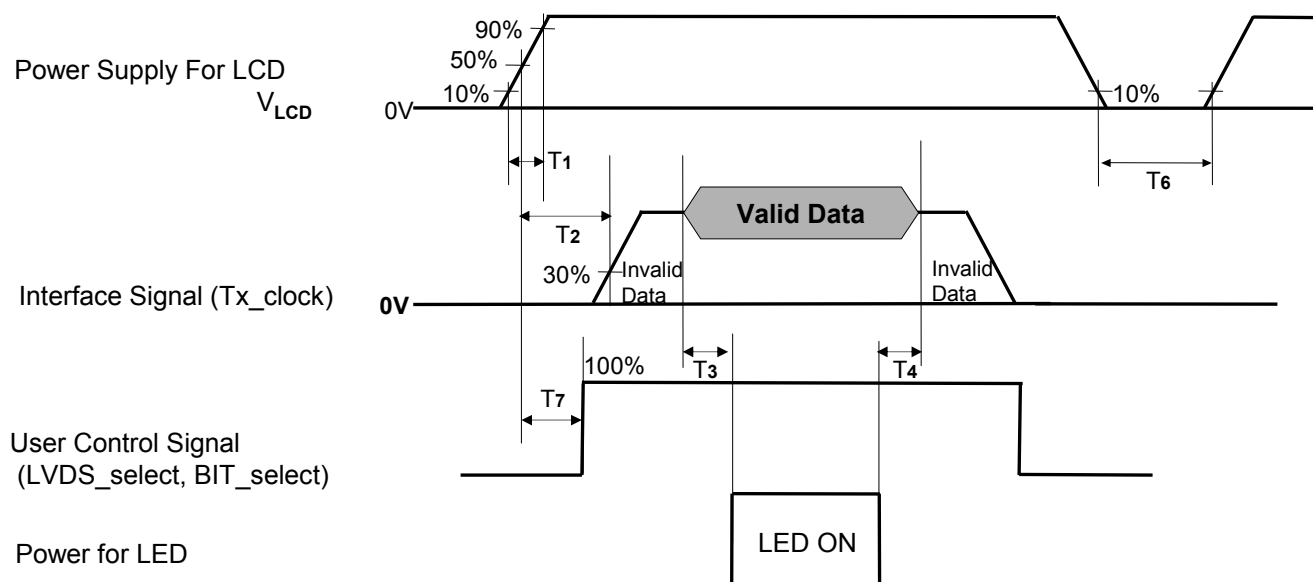 90%
50%
10%
Power Supply For LCD
VLCD
0V
10%
T1
T6
T2
Valid Data
30%
Invalid
Data
Invalid
Data
Interface Signal (Tx_clock)
0V
T3
T4
100%
T7
User Control Signal
(LVDS_select, BIT_select)
LED ON
Power for LED